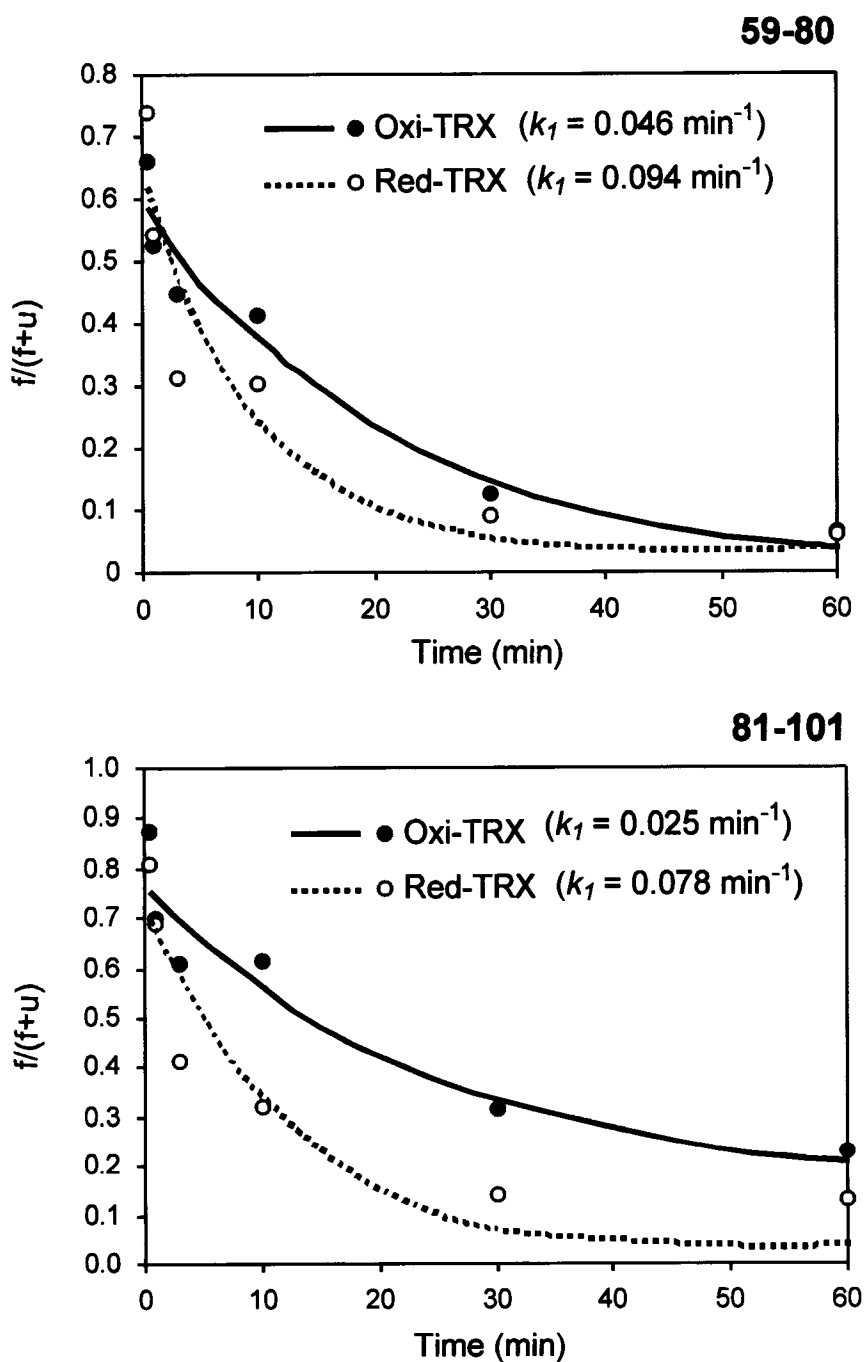 59-80
0.8
0.7
0.6
0.5
0.4
0.3
0.2
0.1
0
f/(f+u)
Oxi-TRX (k₁ = 0.046 min⁻¹)
Red-TRX (k₁ = 0.094 min⁻¹)
0 10 20 30 40 50 60
Time (min)
81-101
1.0
0.9
0.8
0.7
0.6
0.5
0.4
0.3
0.2
0.1
0.0
f/(f+u)
Oxi-TRX (k₁ = 0.025 min⁻¹)
Red-TRX (k₁ = 0.078 min⁻¹)
0 10 20 30 40 50 60
Time (min)